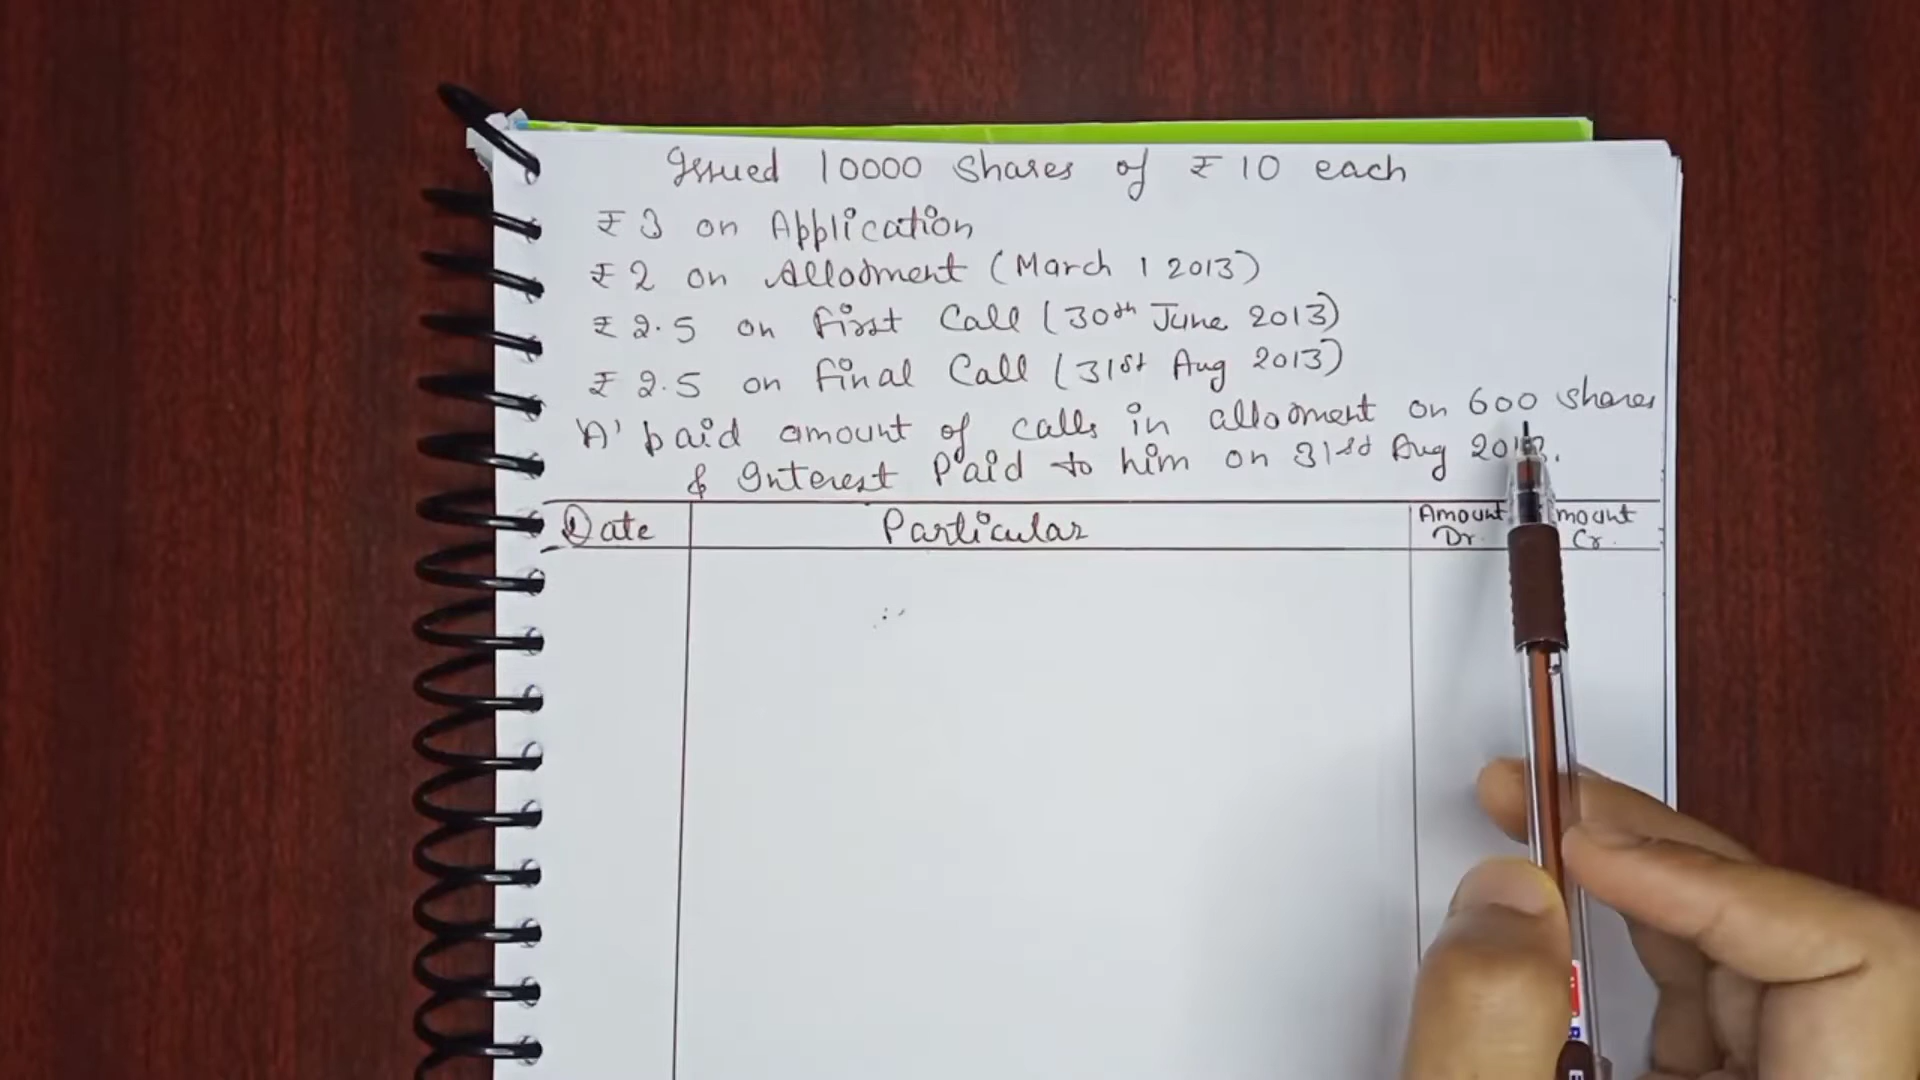 Issued 10000 shares of ₹ 10 each
₹ 3 on Application
₹ 2 on Allotment (March 1 2013)
₹ 2.5 on first Call (30th June 2013)
₹ 2.5 on final Call (31st Aug 2013)
'A' paid amount of calls in allotment on 600 shares
& Interest Paid to him on 31st Aug
Date Particular Amount Dr. mount Cr.